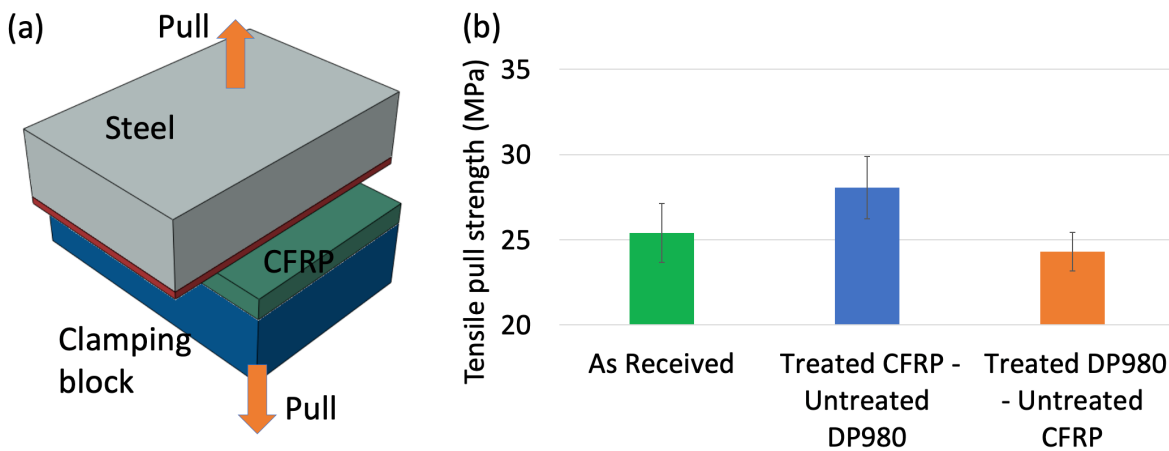 (a)
Pull
Steel
CFRP
Clamping
block
Pull
(b)
Tensile pull strength (MPa)
35
30
25
20
As Received
Treated CFRP -
Untreated
DP980
Treated DP980
- Untreated
CFRP